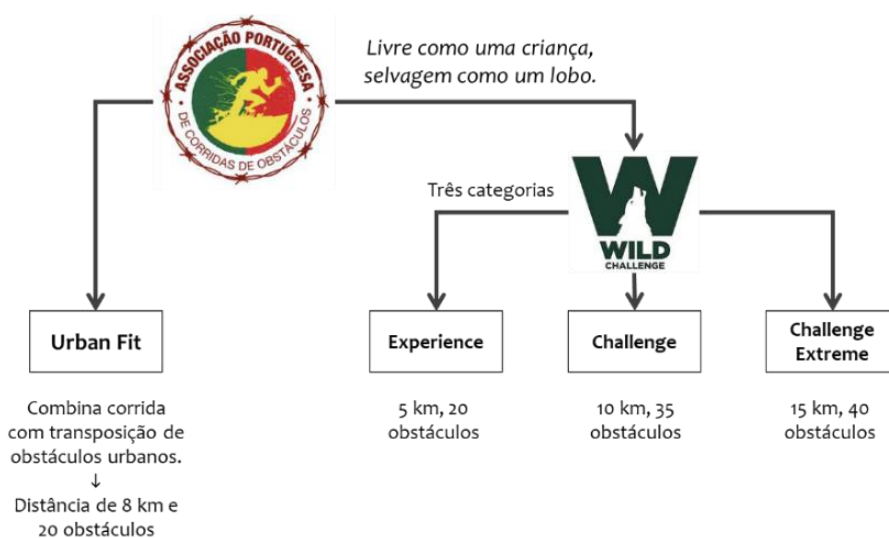 ASSOCIAÇÃO PORTUGUESA
DE CORRIDAS DE OBSTÁCULOS
Livre como uma criança,
selvagem como um lobo.
Três categorias
W
WILD
CHALLENGE
Urban Fit
Combina corrida
com transposição de
obstáculos urbanos.
↓
Distância de 8 km e
20 obstáculos
Experience
5 km, 20
obstáculos
Challenge
10 km, 35
obstáculos
Challenge
Extreme
15 km, 40
obstáculos